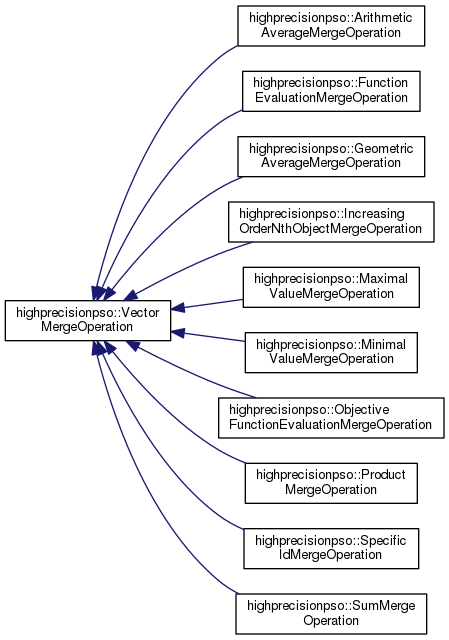 highprecisionpso::Arithmetic
AverageMergeOperation
highprecisionpso::Function
EvaluationMergeOperation
highprecisionpso::Geometric
AverageMergeOperation
highprecisionpso::Increasing
OrderNthObjectMergeOperation
highprecisionpso::Maximal
ValueMergeOperation
highprecisionpso::Vector
MergeOperation
highprecisionpso::Minimal
ValueMergeOperation
highprecisionpso::Objective
FunctionEvaluationMergeOperation
highprecisionpso::Product
MergeOperation
highprecisionpso::Specific
IdMergeOperation
highprecisionpso::SumMerge
Operation